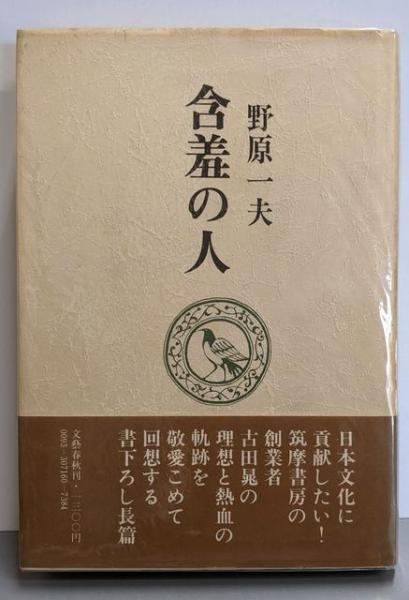 野原一夫
含羞の人
日本文化に
貢献したい！
筑摩書房の
創業者
古田晁の
理想と熱血の
軌跡を
敬愛こめて
回想する
書下ろし長篇
文藝春秋刊・一三〇〇円
0093-307160-7384